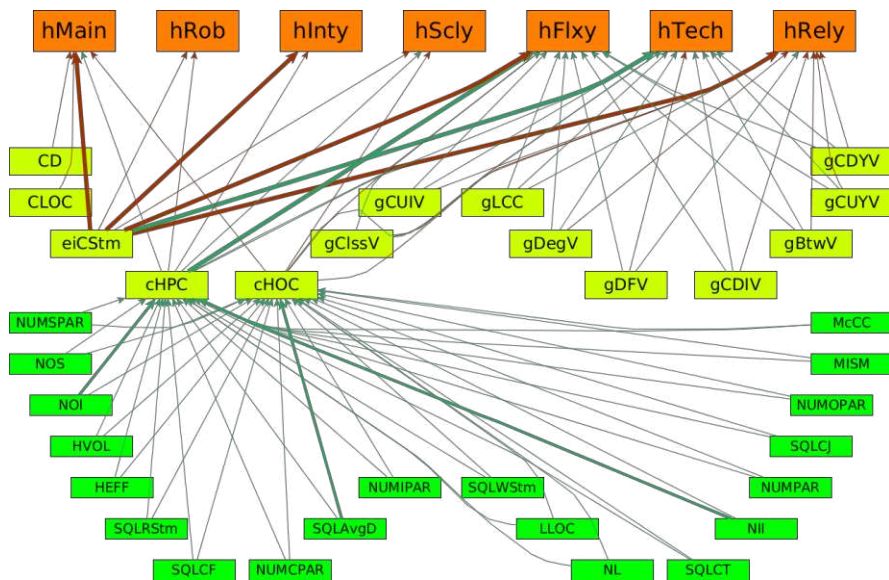 hMain hRob hInty hScly hFlxy hTech hRely
CD gCDYV
CLOC gCUIV gLCC gCUYV
eiCStm gClssV gDegV gBtwV
cHPC cHOC gDFV gCDIV
NUMSPAR McCC
NOS MISM
NOI NUMOPAR
HVOL SQLCJ
HEFF NUMIPAR SQLWStm NUMPAR
SQLRStm SQLAvgD LLOC NII
SQLCF NUMCPAR NL SQLCT